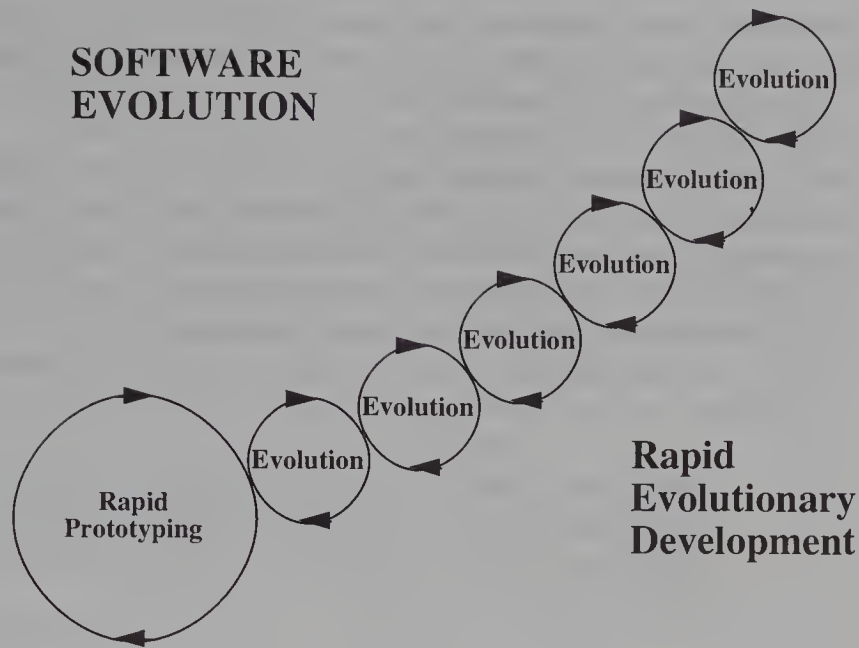 SOFTWARE
EVOLUTION
Evolution
Evolution
Evolution
Evolution
Evolution
Evolution
Rapid
Prototyping
Rapid
Evolutionary
Development